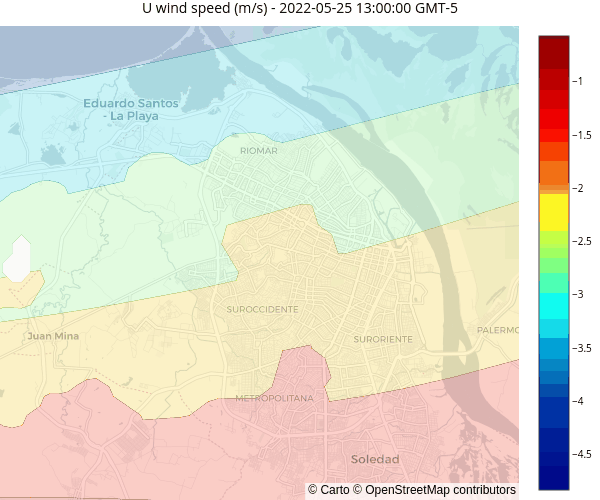 U wind speed (m/s) - 2022-05-25 13:00:00 GMT-5
Eduardo Santos
- La Playa
RIOMAR
SUROCCIDENTE
Juan Mina
SURORIENTE
PALERMO
METROPOLITANA
Soledad
© Carto © OpenStreetMap contributors
−1
−1.5
−2
−2.5
−3
−3.5
−4
−4.5